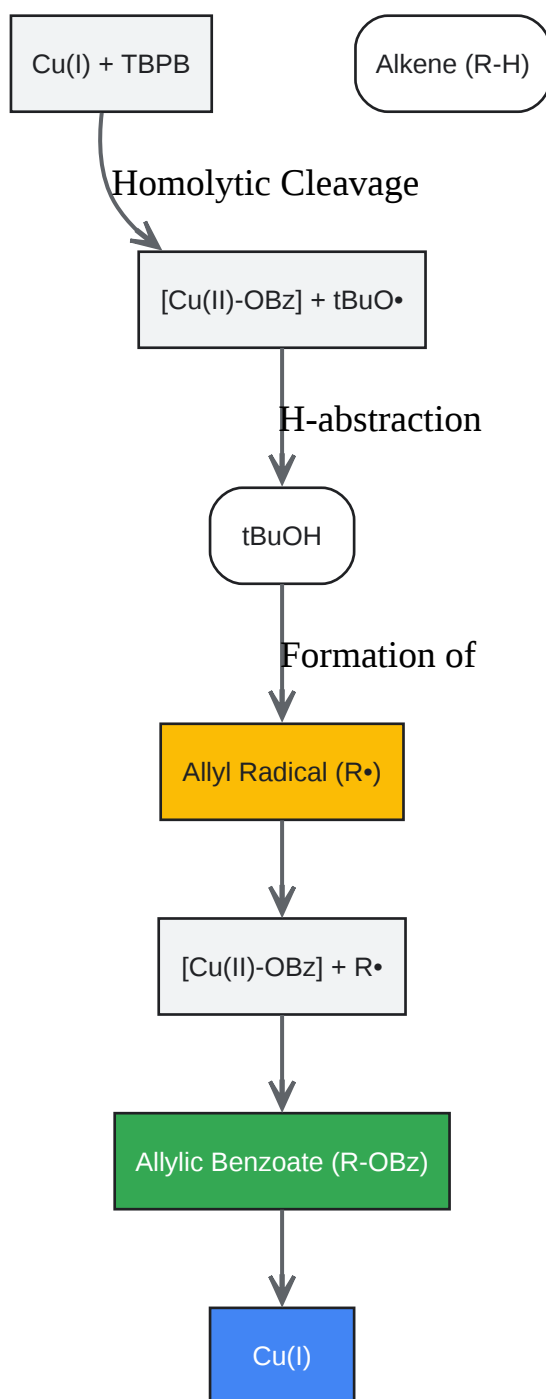 Cu(I) + TBPB
Alkene (R-H)
Homolytic Cleavage
[Cu(II)-OBz] + tBuO•
H-abstraction
tBuOH
Formation of
Allyl Radical (R•)
[Cu(II)-OBz] + R•
Allylic Benzoate (R-OBz)
Cu(I)